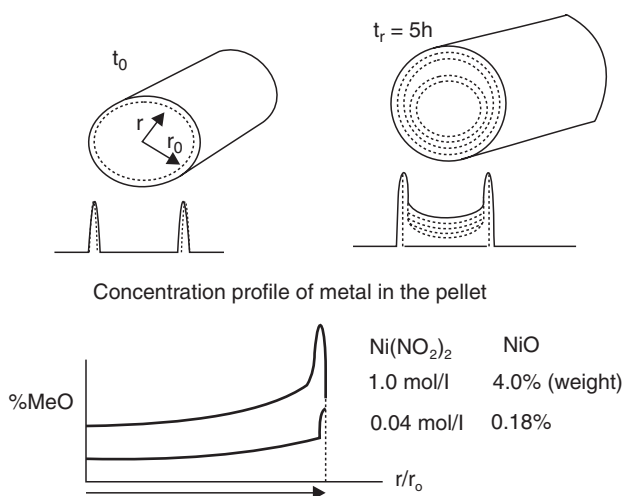 t0
tr = 5h
r
r0
Concentration profile of metal in the pellet
Ni(NO2)2 NiO
1.0 mol/l 4.0% (weight)
%MeO
0.04 mol/l 0.18%
r/ro